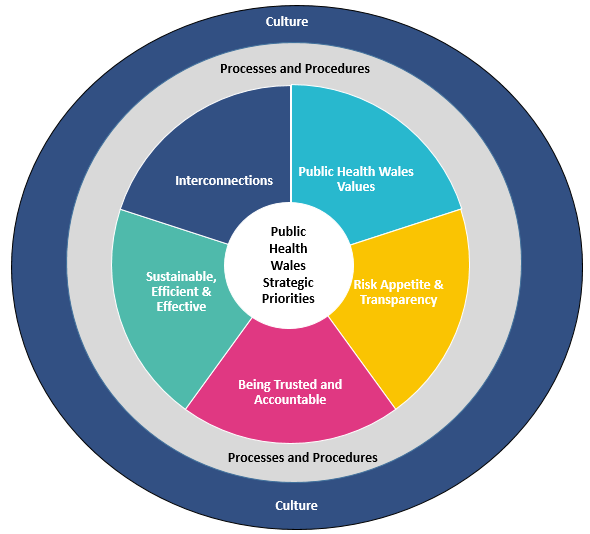 Culture
Processes and Procedures
Interconnections
Public Health Wales
Values
Public
Health
Wales
Strategic
Priorities
Sustainable,
Efficient &
Effective
Risk Appetite &
Transparency
Being Trusted and
Accountable
Processes and Procedures
Culture